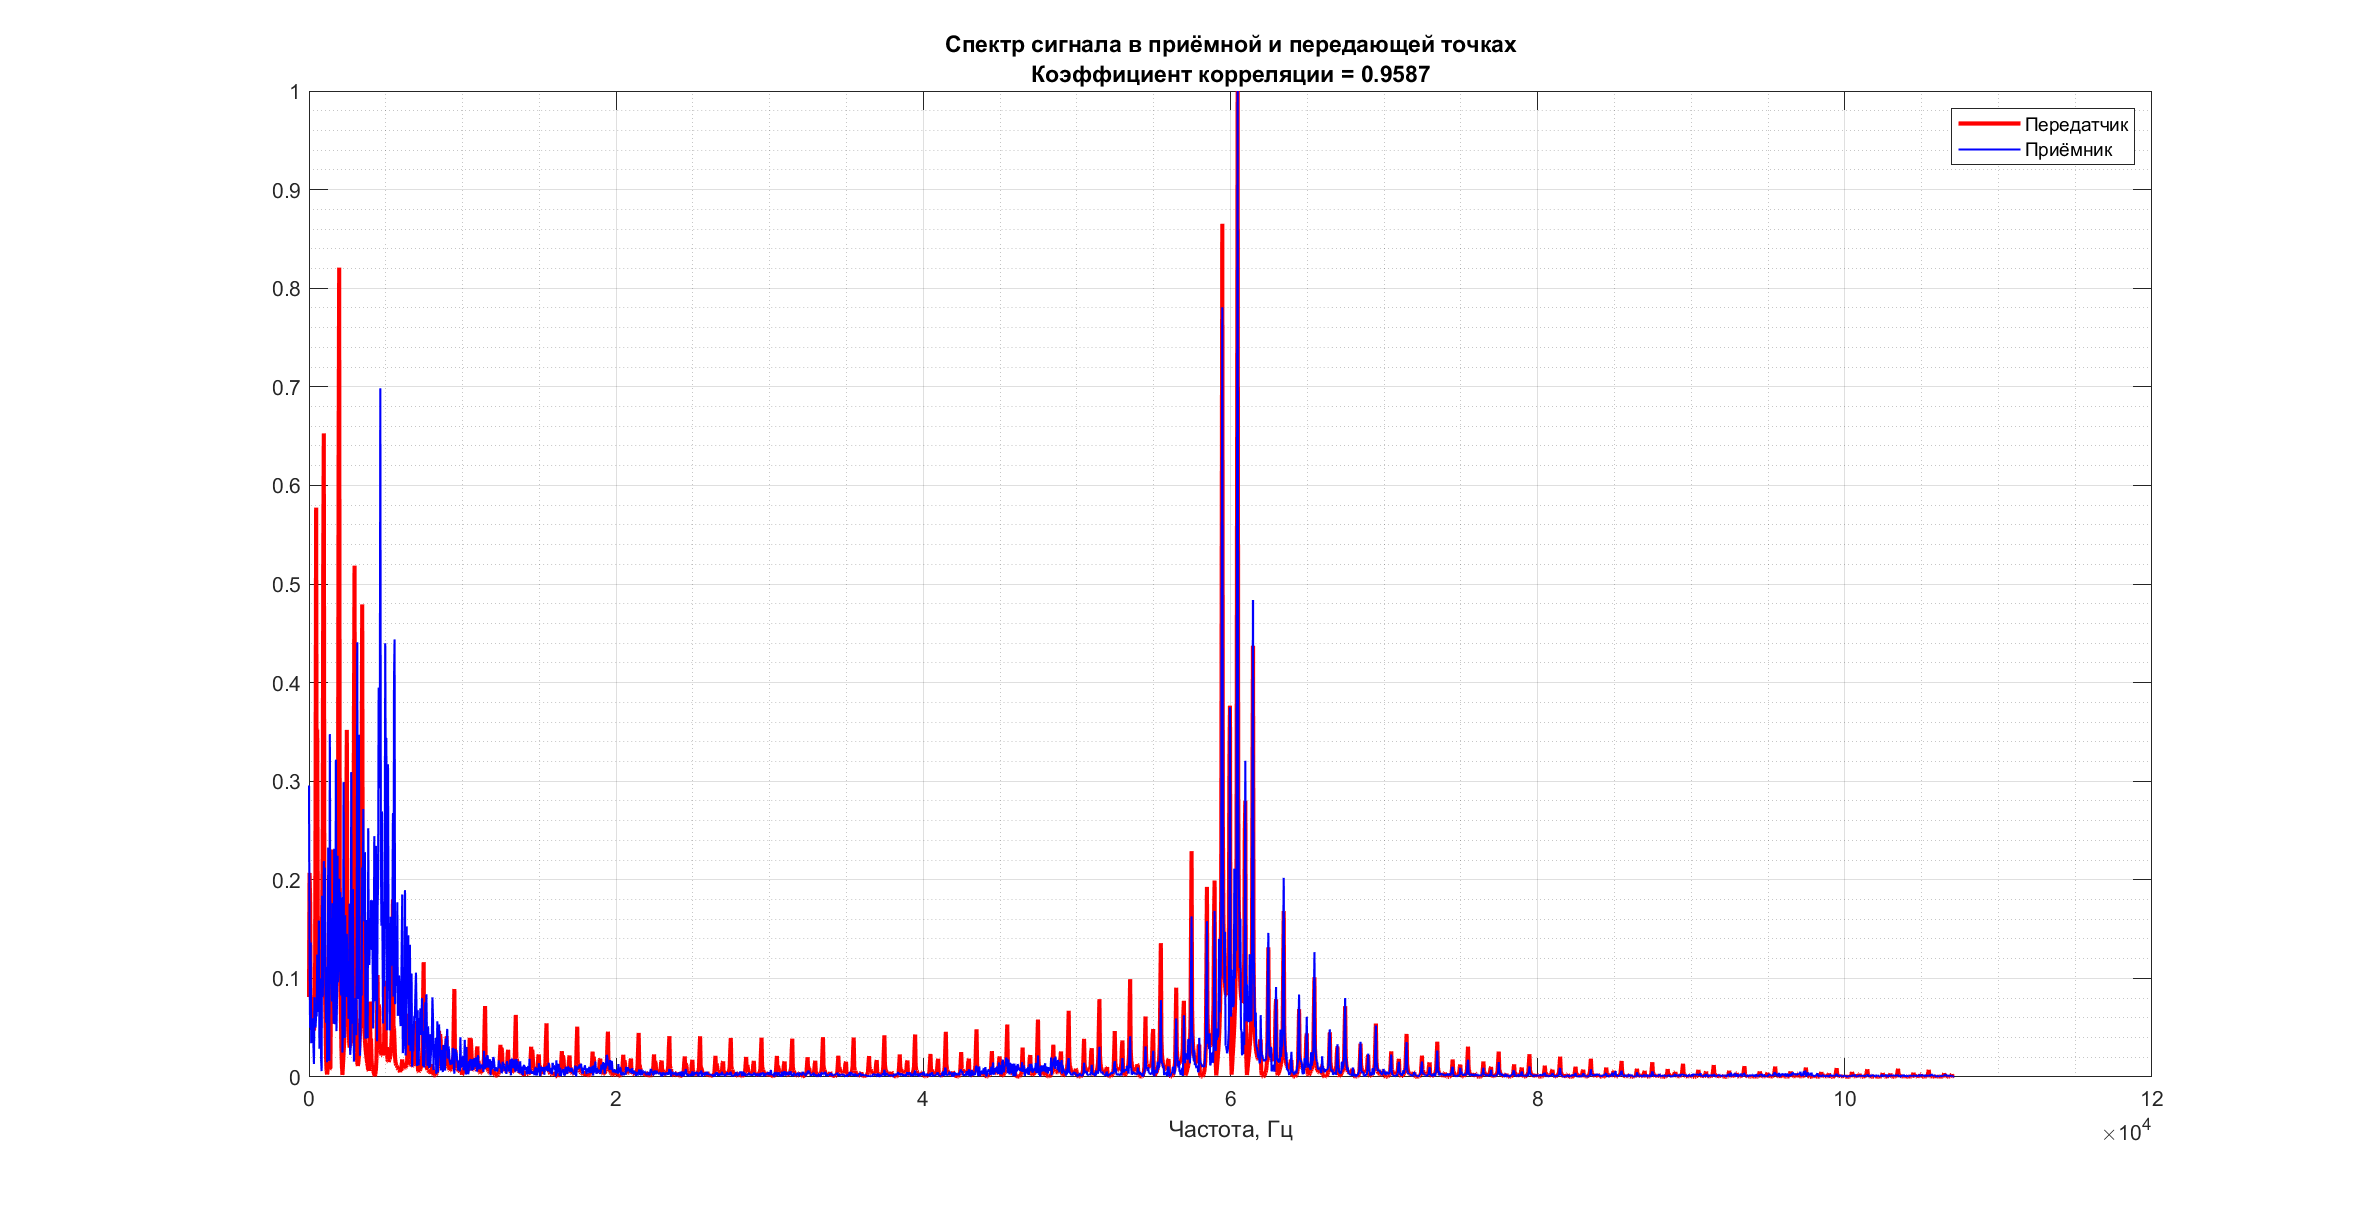 Спектр сигнала в приёмной и передающей точках
Коэффициент корреляции = 0.9587
1
0.9
0.8
0.7
0.6
0.5
0.4
0.3
0.2
0.1
0
Передатчик
Приёмник
0 2 4 6 8 10 12
Частота, Гц
×10⁴